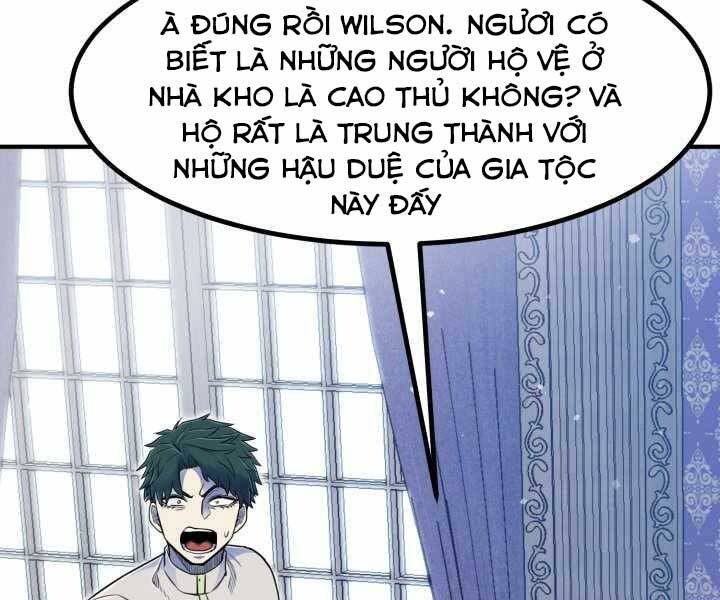 À ĐÚNG RỒI WILSON. NGƯƠI CÓ
BIẾT LÀ NHỮNG NGƯỜI HỘ VỆ Ở
NHÀ KHO LÀ CAO THỦ KHÔNG? VÀ
HỘ RẤT LÀ TRUNG THÀNH VỚI
NHỮNG HẬU DUỆ CỦA GIA TỘC
NÀY ĐẤY